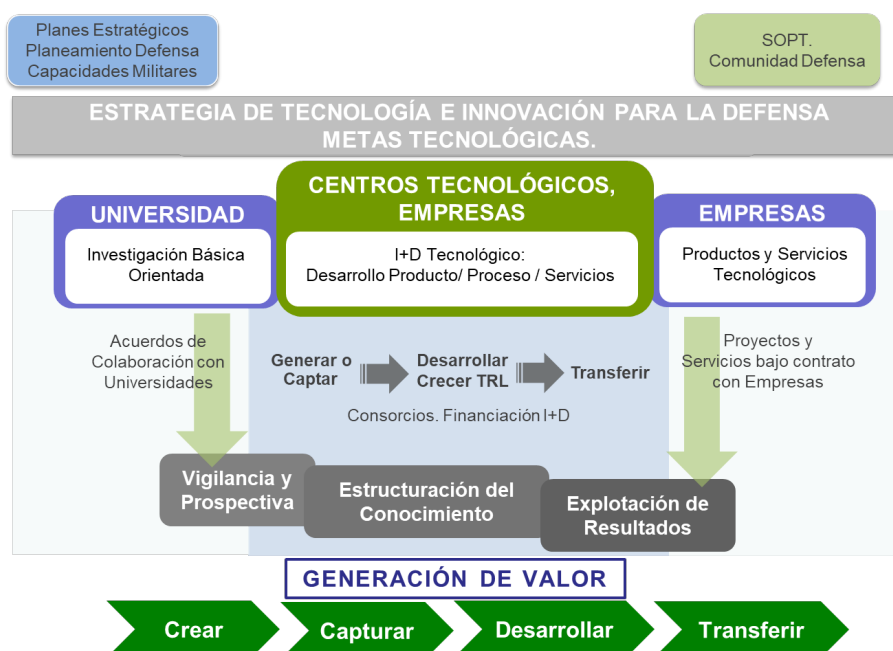 Planes Estratégicos
Planeamiento Defensa
Capacidades Militares
SOPT.
Comunidad Defensa
ESTRATEGIA DE TECNOLOGÍA E INNOVACIÓN PARA LA DEFENSA
METAS TECNOLÓGICAS.
UNIVERSIDAD
Investigación Básica
Orientada
CENTROS TECNOLÓGICOS,
EMPRESAS
I+D Tecnológico:
Desarrollo Producto/ Proceso / Servicios
EMPRESAS
Productos y Servicios
Tecnológicos
Acuerdos de
Colaboración con
Universidades
Generar o
Captar
Desarrollar
Crecer TRL
Transferir
Consorcios. Financiación I+D
Proyectos y
Servicios bajo contrato
con Empresas
Vigilancia y
Prospectiva
Estructuración del
Conocimiento
Explotación de
Resultados
GENERACIÓN DE VALOR
Crear
Capturar
Desarrollar
Transferir